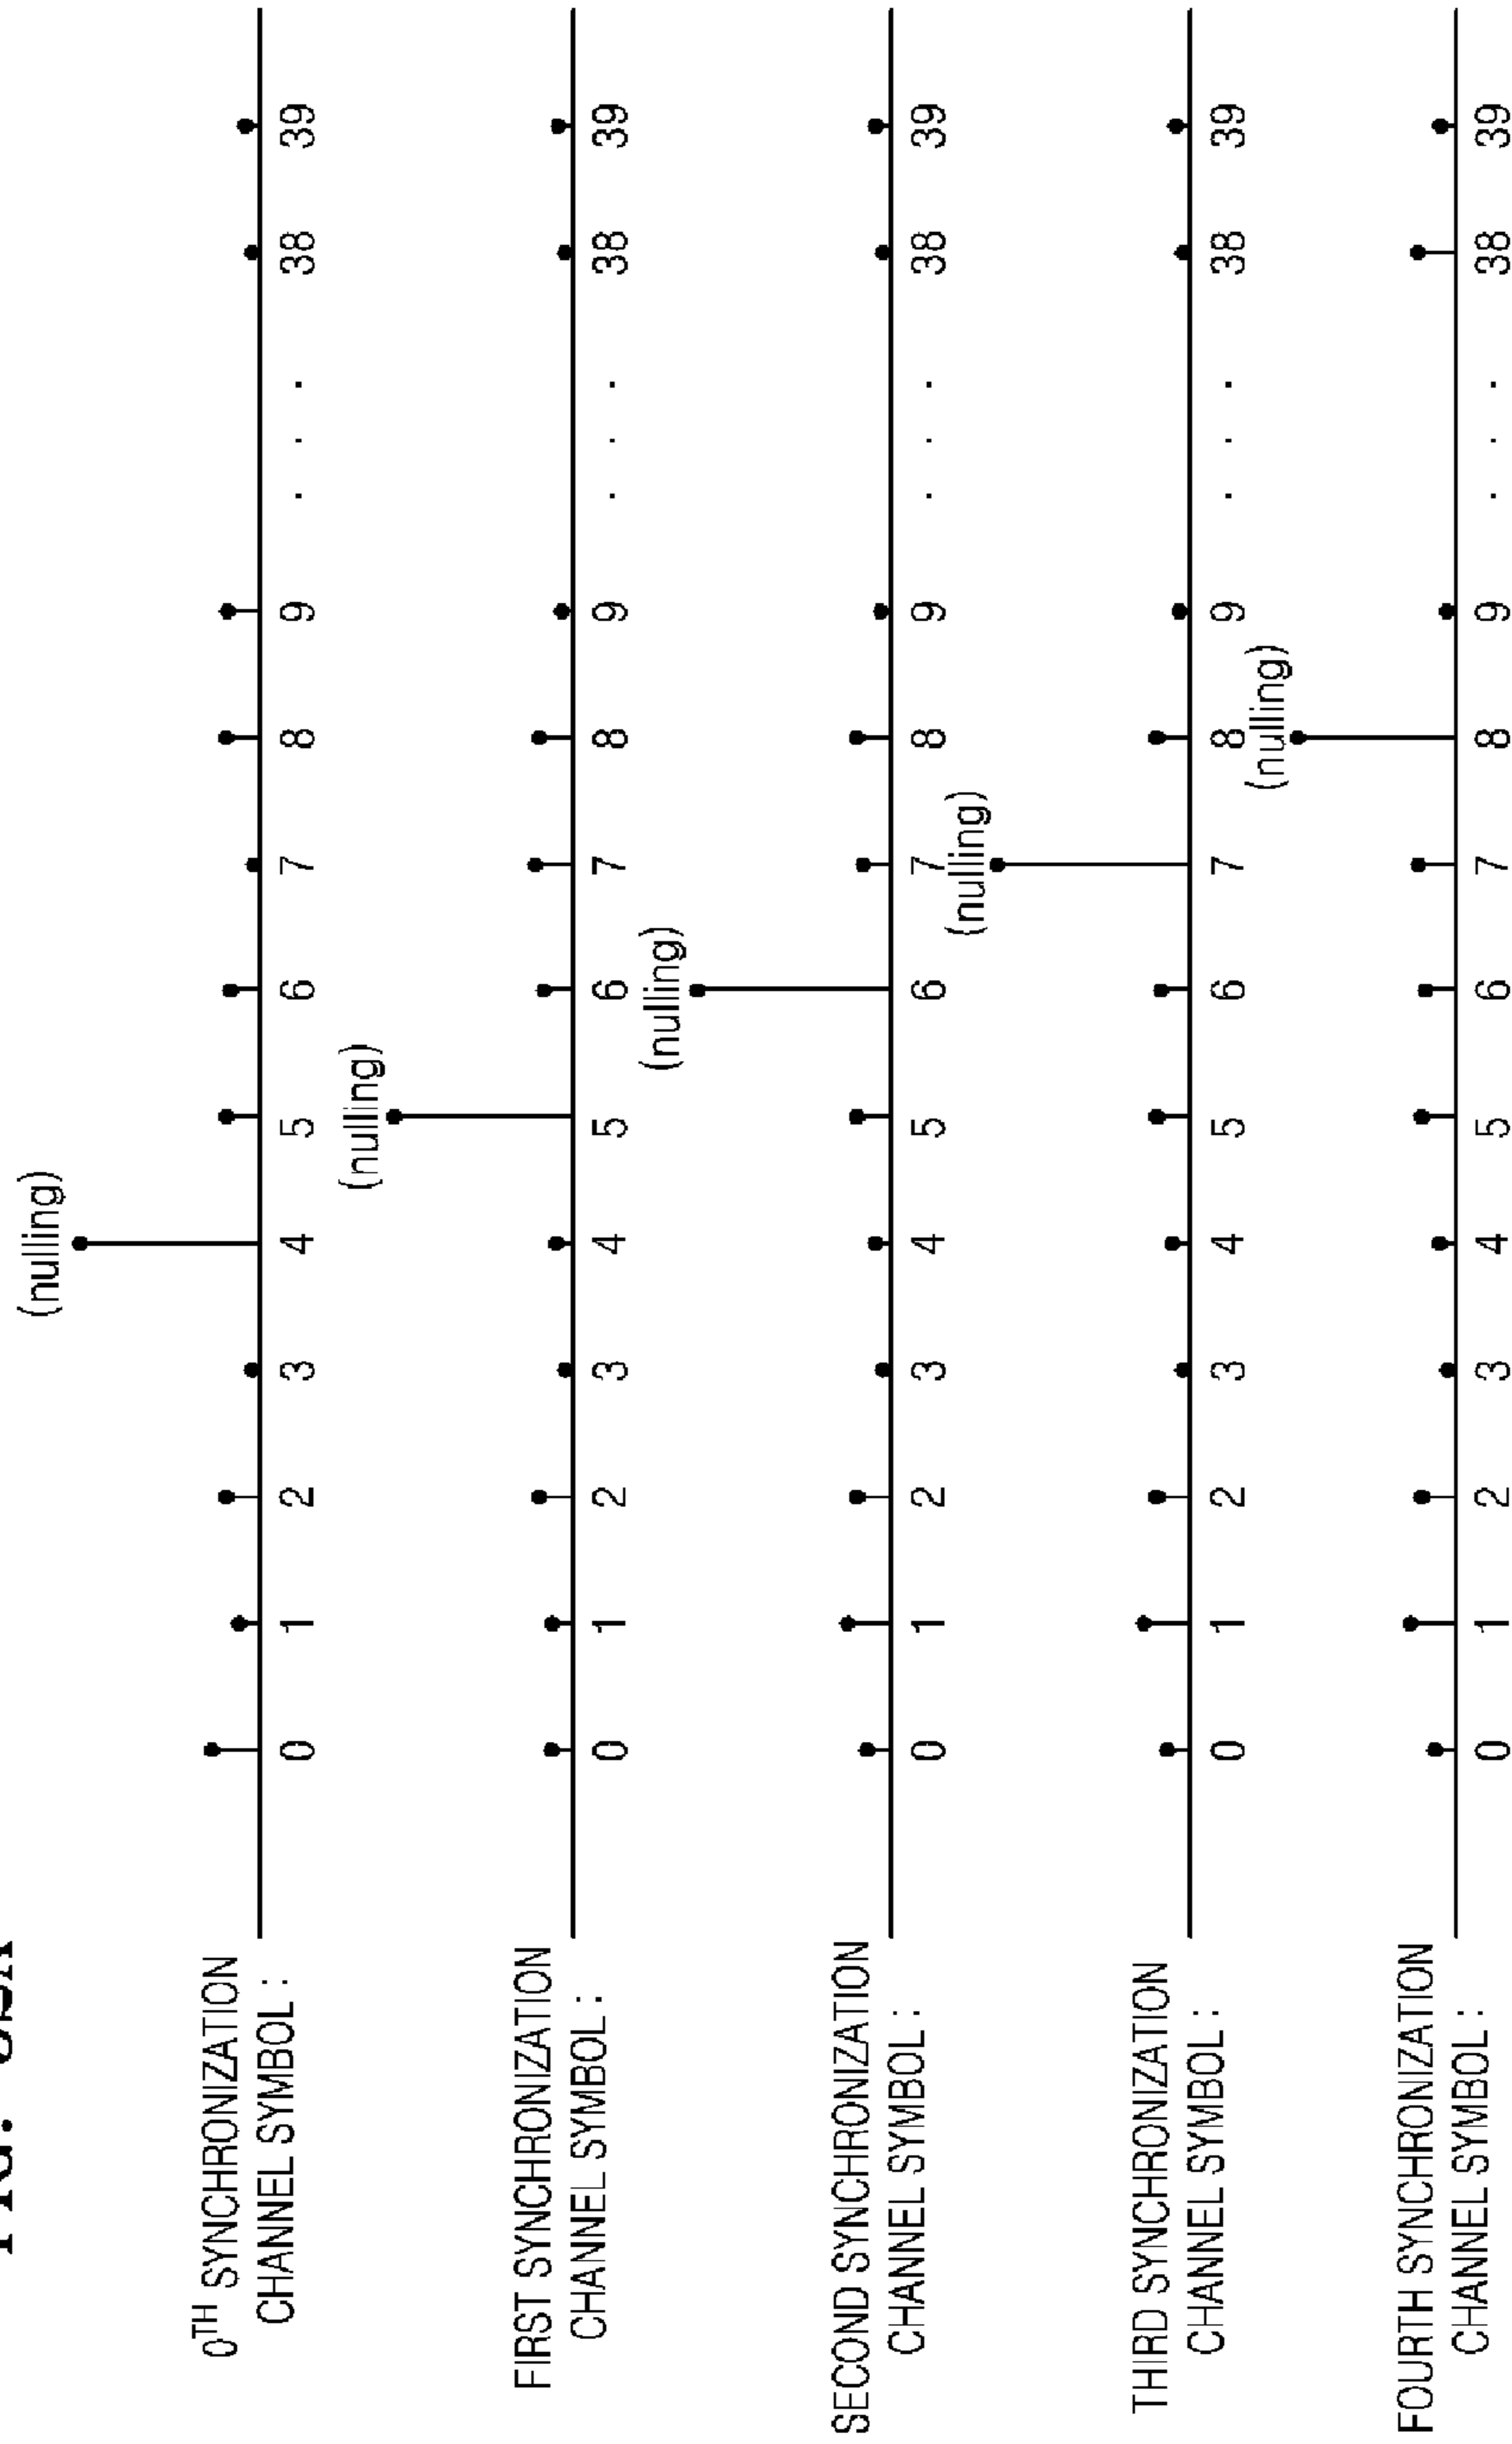 (nulling)
0TH SYNCHRONIZATION
CHANNEL SYMBOL :
0 1 2 3 4 5 6 7 8 9 . . . 38 39
(nulling)
FIRST SYNCHRONIZATION
CHANNEL SYMBOL :
0 1 2 3 4 5 6 7 8 9 . . . 38 39
(nulling)
SECOND SYNCHRONIZATION
CHANNEL SYMBOL :
0 1 2 3 4 5 6 7 8 9 . . . 38 39
(nulling)
THIRD SYNCHRONIZATION
CHANNEL SYMBOL :
0 1 2 3 4 5 6 7 8 9 . . . 38 39
(nulling)
FOURTH SYNCHRONIZATION
CHANNEL SYMBOL :
0 1 2 3 4 5 6 7 8 9 . . . 38 39